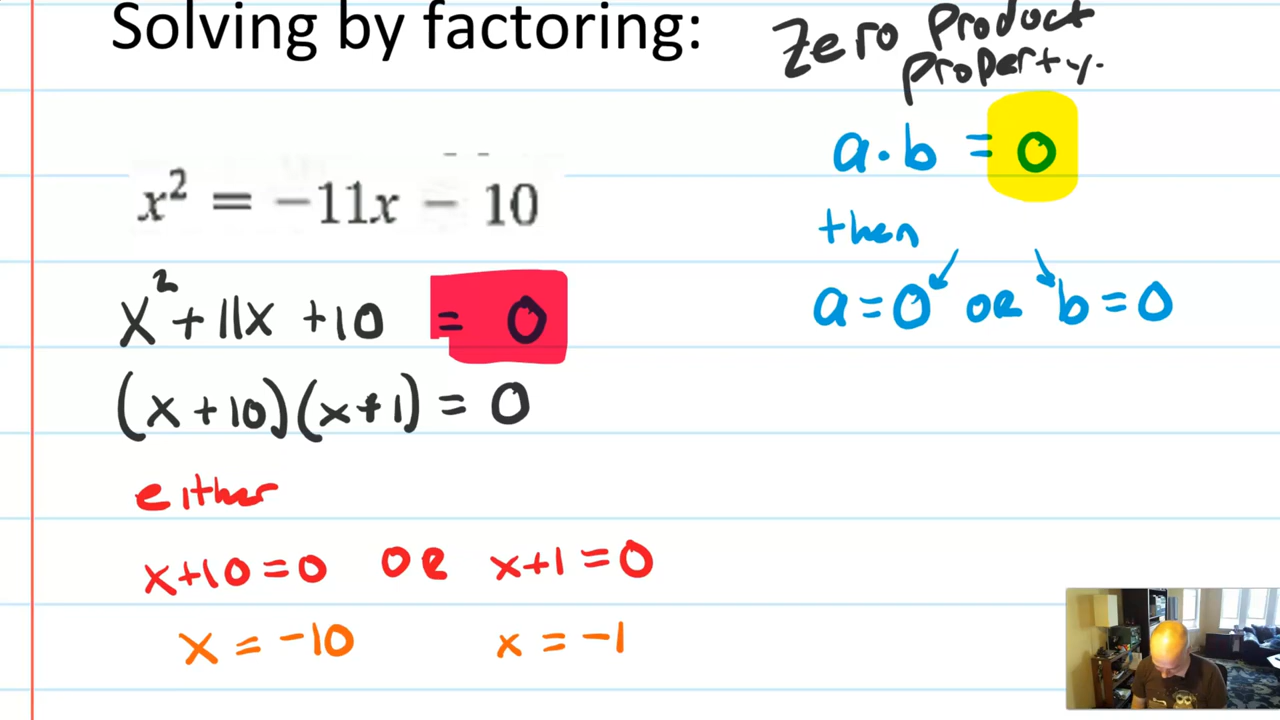 Solving by factoring:
x² = −11x − 10
x² + 11x + 10 = 0
(x + 10)(x + 1) = 0
either
x + 10 = 0 OR x + 1 = 0
x = −10 x = −1
Zero Product
Property.
a · b = 0
then
a = 0 OR b = 0